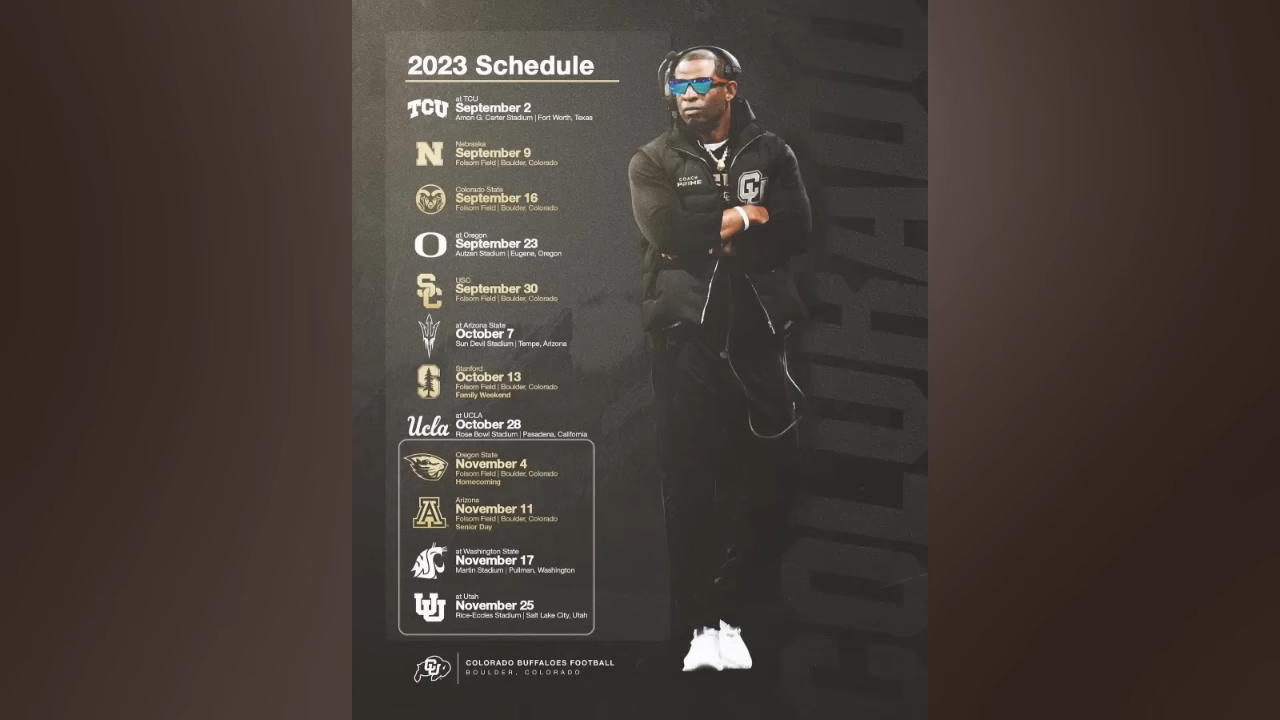 2023 Schedule
TCU
at TCU
September 2
Amon G. Carter Stadium | Fort Worth, Texas
N
Nebraska
September 9
Folsom Field | Boulder, Colorado
Colorado State
September 16
Folsom Field | Boulder, Colorado
O
at Oregon
September 23
Autzen Stadium | Eugene, Oregon
SC
USC
September 30
Folsom Field | Boulder, Colorado
at Arizona State
October 7
Sun Devil Stadium | Tempe, Arizona
S
Stanford
October 13
Folsom Field | Boulder, Colorado
Family Weekend
Ucla
at UCLA
October 28
Rose Bowl Stadium | Pasadena, California
Oregon State
November 4
Folsom Field | Boulder, Colorado
Homecoming
A
Arizona
November 11
Folsom Field | Boulder, Colorado
Senior Day
at Washington State
November 17
Martin Stadium | Pullman, Washington
UU
at Utah
November 25
Rice-Eccles Stadium | Salt Lake City, Utah
CU
COLORADO BUFFALOES FOOTBALL
BOULDER, COLORADO
COACH
PRIME
CU
COLORADO